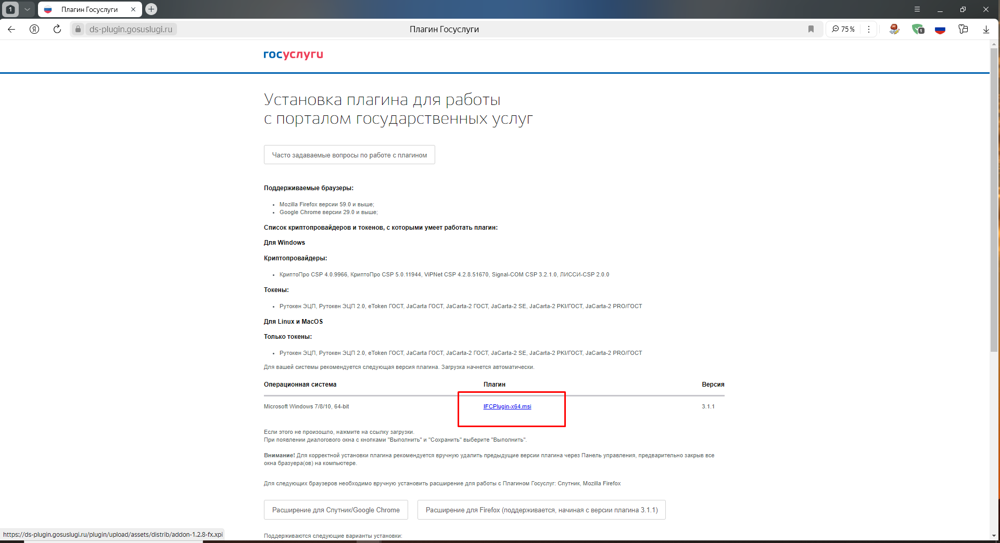 1
Плагин Госуслуги
ds-plugin.gosuslugi.ru
Плагин Госуслуги
75%
1
госуслуги
Установка плагина для работы
с порталом государственных услуг
Часто задаваемые вопросы по работе с плагином
Поддерживаемые браузеры:
• Mozilla Firefox версии 59.0 и выше;
• Google Chrome версии 29.0 и выше;
Список криптопровайдеров и токенов, с которыми умеет работать плагин:
Для Windows
Криптопровайдеры:
• КриптоПро CSP 4.0.9966, КриптоПро CSP 5.0.11944, ViPNet CSP 4.2.8.51670, Signal-COM CSP 3.2.1.0, ЛИССИ-CSP 2.0.0
Токены:
• Рутокен ЭЦП, Рутокен ЭЦП 2.0, eToken ГОСТ, JaCarta ГОСТ, JaCarta-2 ГОСТ, JaCarta-2 SE, JaCarta-2 PKI/ГОСТ, JaCarta-2 PRO/ГОСТ
Для Linux и MacOS
Только токены:
• Рутокен ЭЦП, Рутокен ЭЦП 2.0, eToken ГОСТ, JaCarta ГОСТ, JaCarta-2 ГОСТ, JaCarta-2 SE, JaCarta-2 PKI/ГОСТ, JaCarta-2 PRO/ГОСТ
Для вашей системы рекомендуется следующая версия плагина. Загрузка начнется автоматически.
Операционная система Плагин Версия
Microsoft Windows 7/8/10, 64-bit IFCPlugin-x64.msi 3.1.1
Если этого не произошло, нажмите на ссылку загрузки.
При появлении диалогового окна с кнопками "Выполнить" и "Сохранить" выберите "Выполнить".
Внимание! Для корректной установки плагина рекомендуется вручную удалить предыдущие версии плагина через Панель управления, предварительно закрыв все
окна браузера(ов) на компьютере.
Для следующих браузеров необходимо вручную установить расширение для работы с Плагином Госуслуг: Спутник, Mozilla Firefox
Расширение для Спутник/Google Chrome
Расширение для Firefox (поддерживается, начиная с версии плагина 3.1.1)
Поддерживаются следующие варианты установки:
https://ds-plugin.gosuslugi.ru/plugin/upload/assets/distrib/addon-1.2.8-fx.xpi